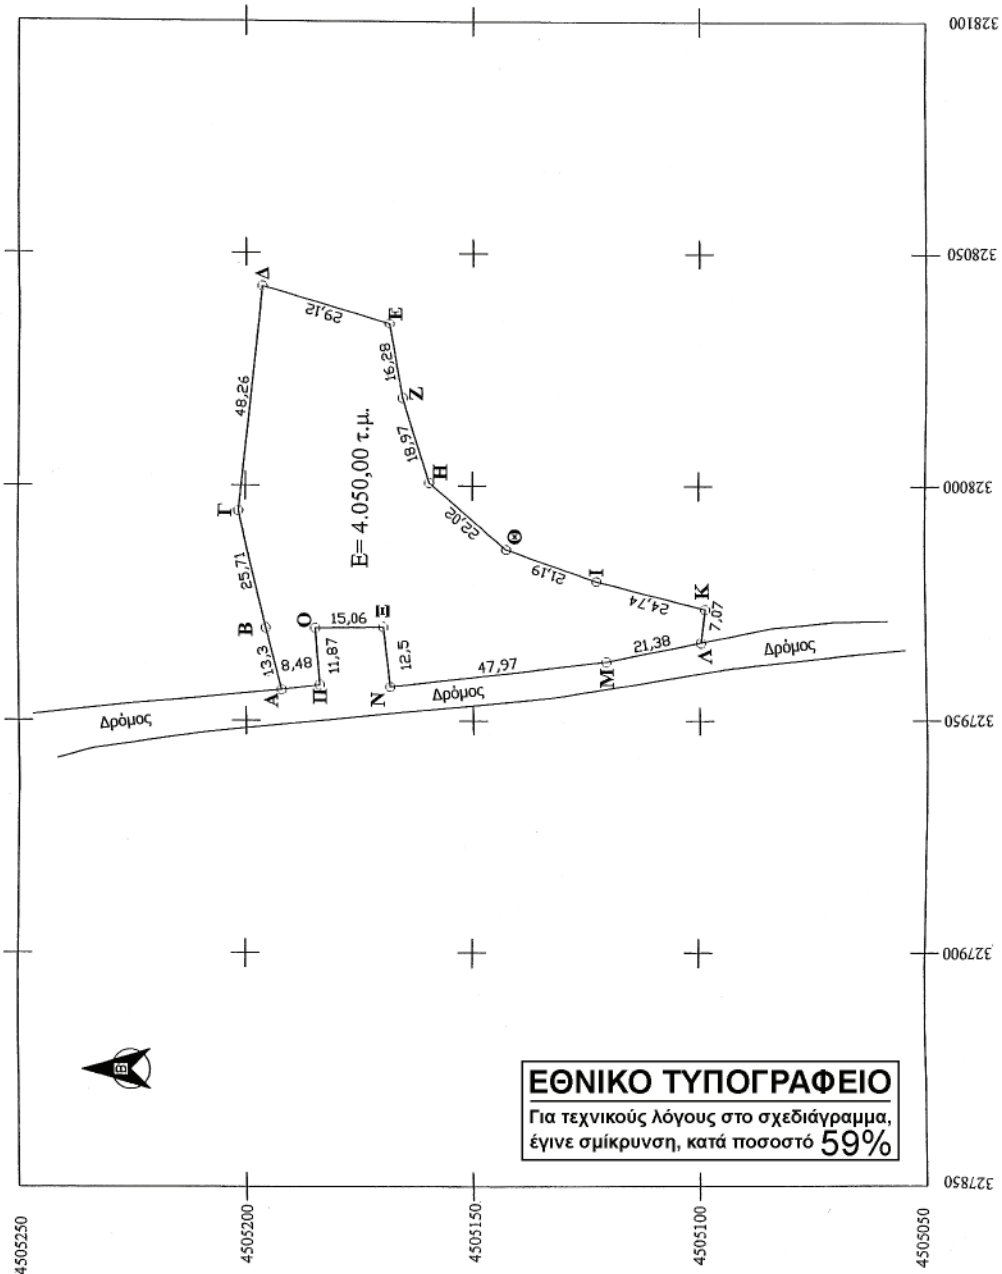 328100
328050
328000
327950
327900
327850
4505250
4505200
4505150
4505100
4505050
Δ
48,26
29,12
Γ
Ε
16,28
Ζ
18,97
Η
25,71
Ε= 4.050,00 τ.μ.
22,02
Θ
Β
13,3
Ο
15,06
Ξ
21,19
Ι
24,74
Κ
7,07
Λ
Α
8,48
11,87
Π
12,5
Ν
47,97
Μ
21,38
Δρόμος
Δρόμος
Δρόμος
Β
ΕΘΝΙΚΟ ΤΥΠΟΓΡΑΦΕΙΟ
Για τεχνικούς λόγους στο σχεδιάγραμμα,
έγινε σμίκρυνση, κατά ποσοστό 59%